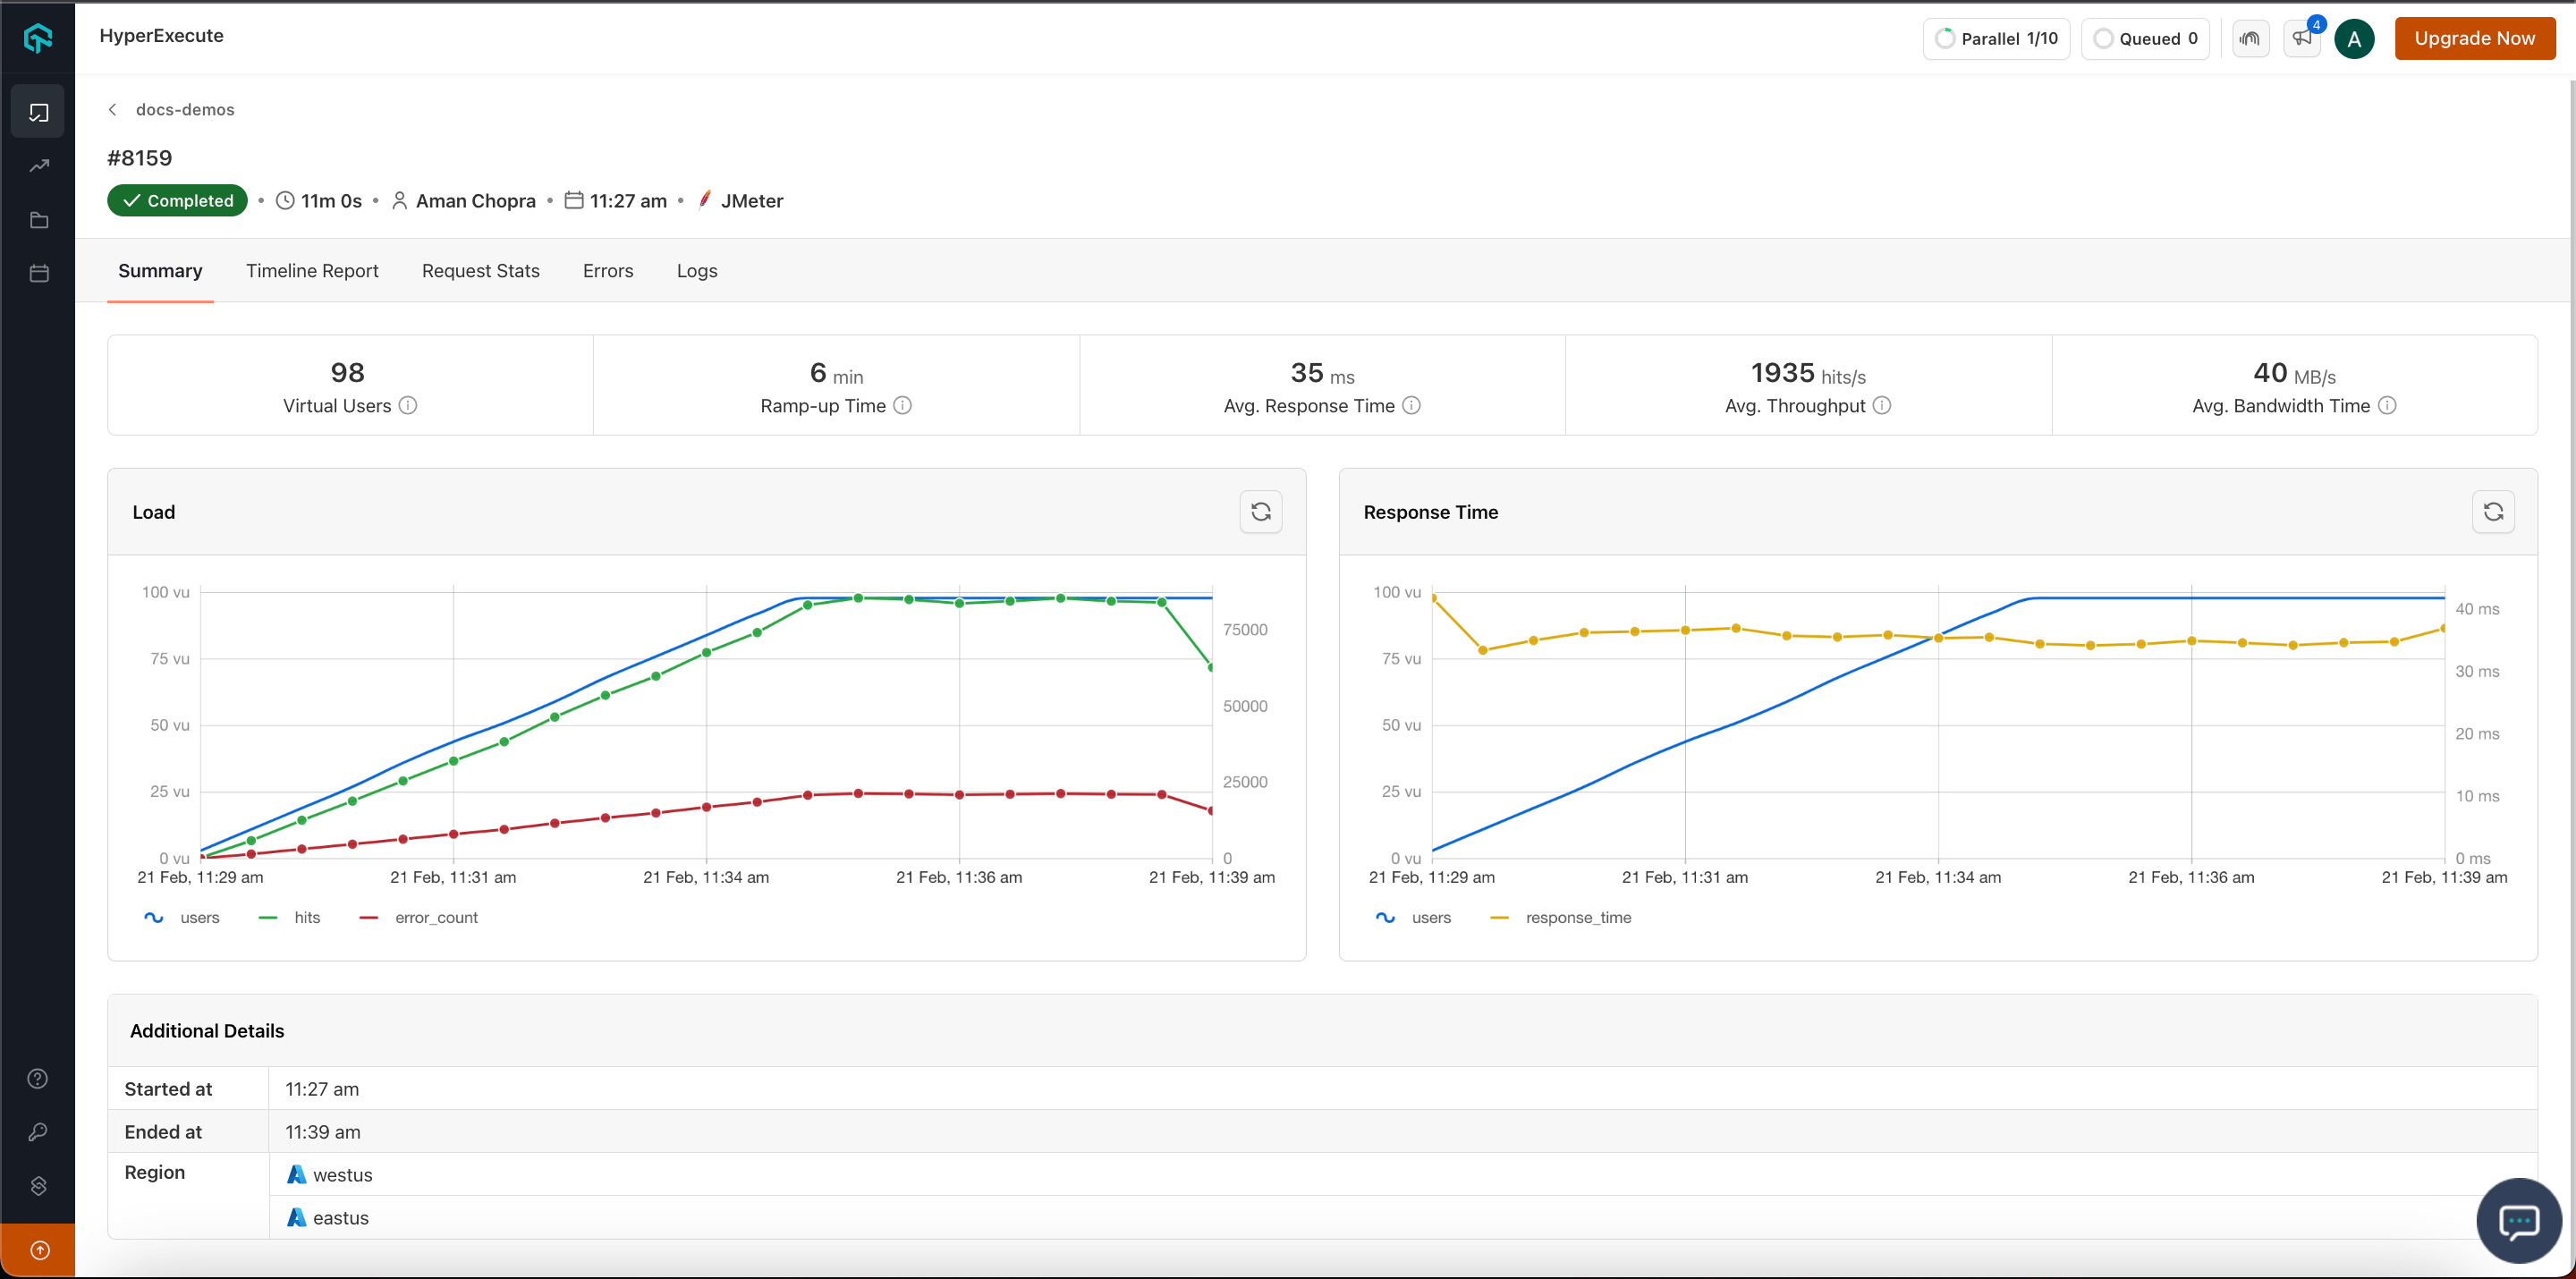 HyperExecute
Parallel 1/10
Queued 0
4
A
Upgrade Now
docs-demos
#8159
Completed • 11m 0s • Aman Chopra • 11:27 am • JMeter
Summary
Timeline Report
Request Stats
Errors
Logs
98
Virtual Users
6 min
Ramp-up Time
35 ms
Avg. Response Time
1935 hits/s
Avg. Throughput
40 MB/s
Avg. Bandwidth Time
Load
100 vu
75 vu
50 vu
25 vu
0 vu
75000
50000
25000
0
21 Feb, 11:29 am
21 Feb, 11:31 am
21 Feb, 11:34 am
21 Feb, 11:36 am
21 Feb, 11:39 am
users
hits
error_count
Response Time
100 vu
75 vu
50 vu
25 vu
0 vu
40 ms
30 ms
20 ms
10 ms
0 ms
21 Feb, 11:29 am
21 Feb, 11:31 am
21 Feb, 11:34 am
21 Feb, 11:36 am
21 Feb, 11:39 am
users
response_time
Additional Details
Started at
11:27 am
Ended at
11:39 am
Region
westus
eastus